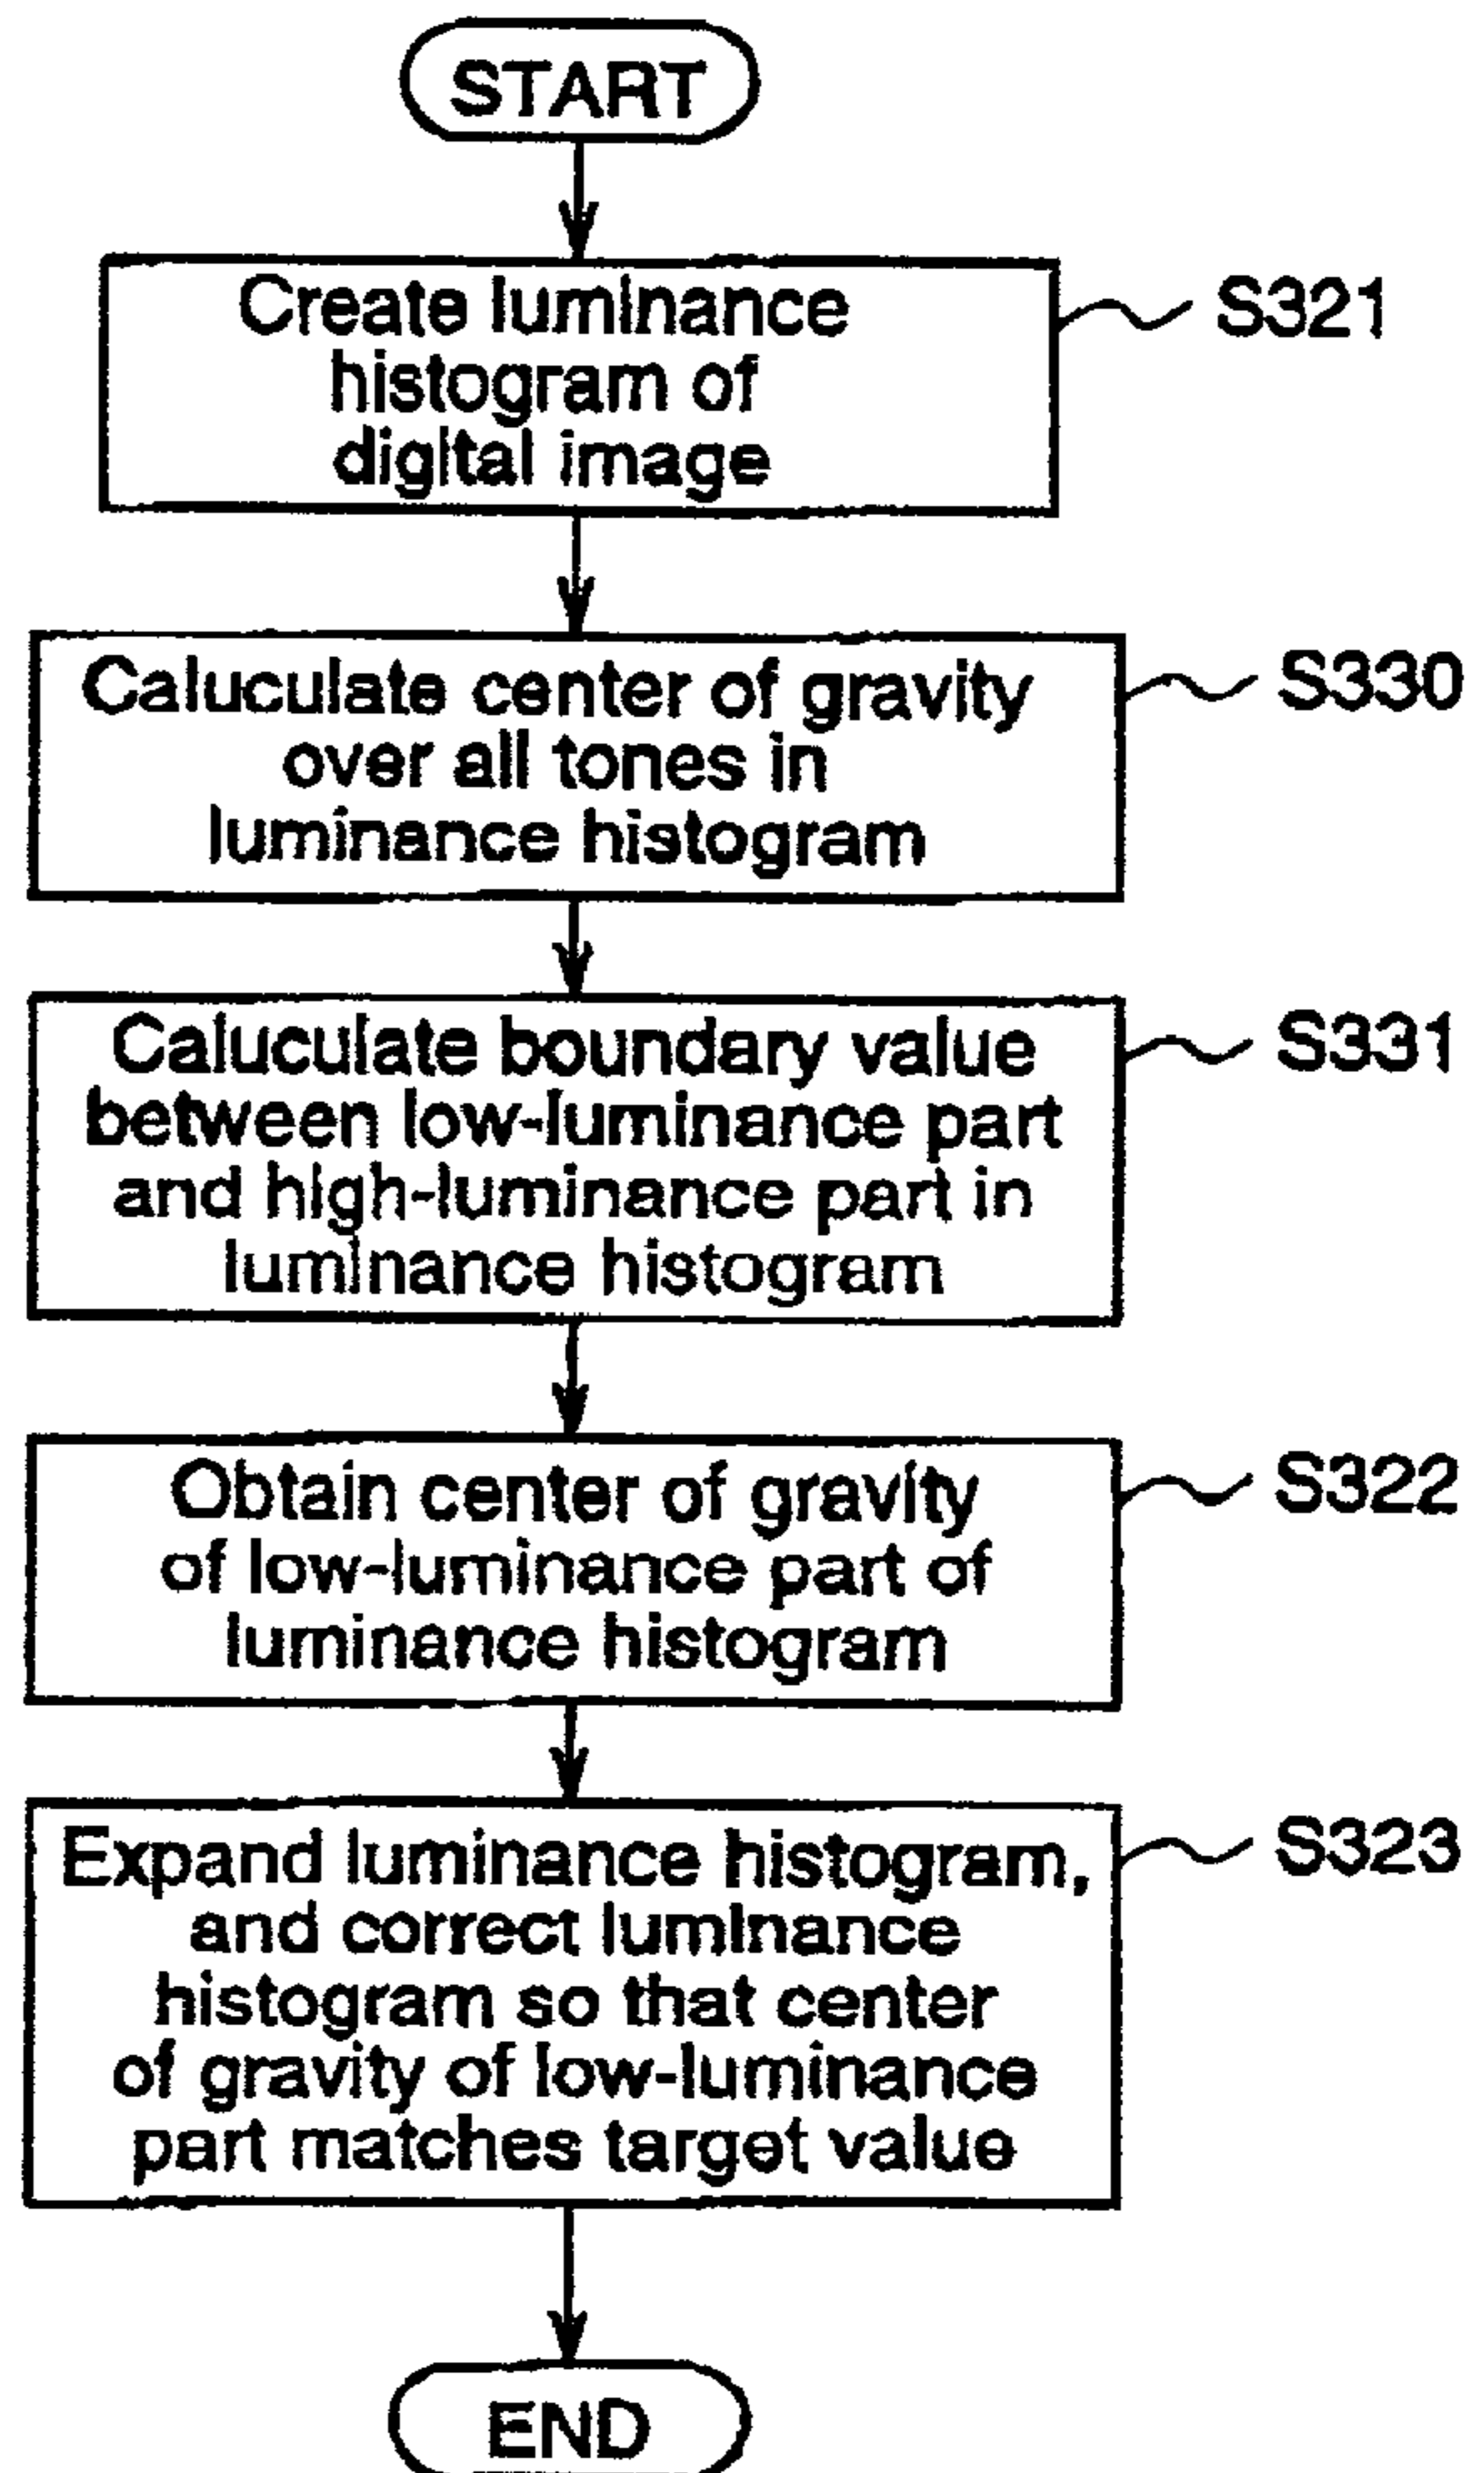 START
Create luminance
histogram of
digital image
S321
Caluculate center of gravity
over all tones in
luminance histogram
S330
Caluculate boundary value
between low-luminance part
and high-luminance part in
luminance histogram
S331
Obtain center of gravity
of low-luminance part of
luminance histogram
S322
Expand luminance histogram,
and correct luminance
histogram so that center
of gravity of low-luminance
part matches target value
S323
END